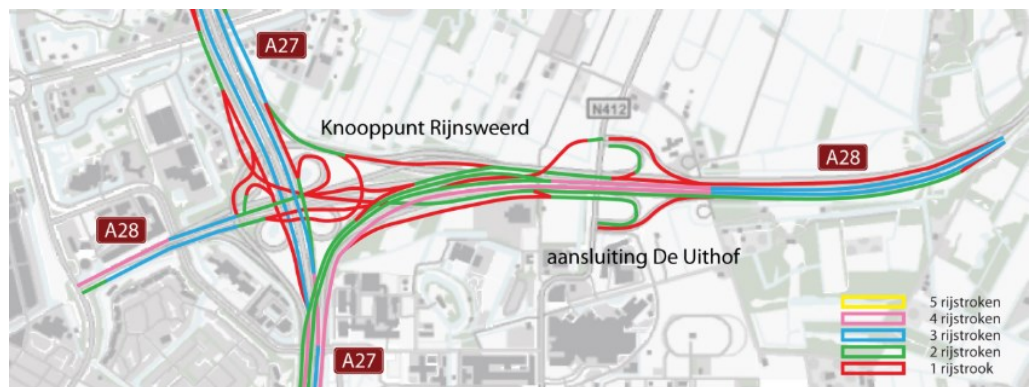 A27
N412
Knooppunt Rijnsweerd
A28
A28
aansluiting De Uithof
A27
5 rijstroken
4 rijstroken
3 rijstroken
2 rijstroken
1 rijstrook